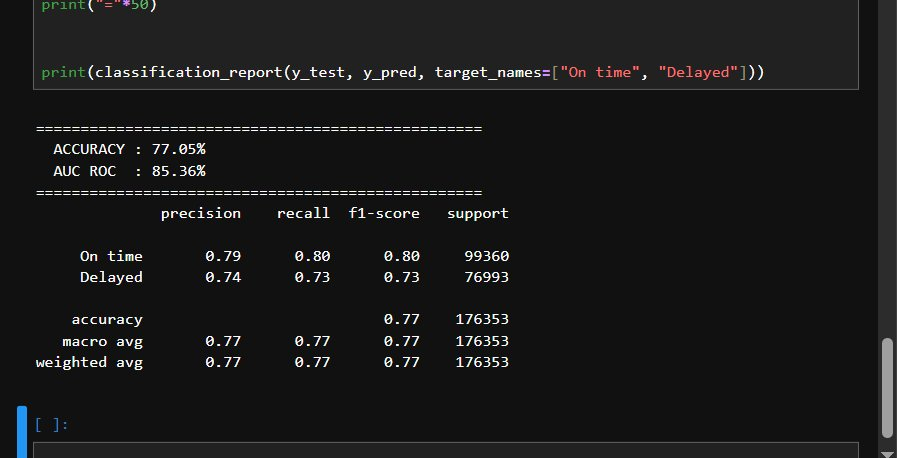 print("="*50)
print(classification_report(y_test, y_pred, target_names=["On time", "Delayed"]))
==================================================
ACCURACY : 77.05%
AUC ROC  : 85.36%
==================================================
precision    recall  f1-score   support
On time       0.79      0.80      0.80     99360
Delayed       0.74      0.73      0.73     76993
accuracy                           0.77    176353
macro avg       0.77      0.77      0.77    176353
weighted avg       0.77      0.77      0.77    176353
[ ]: